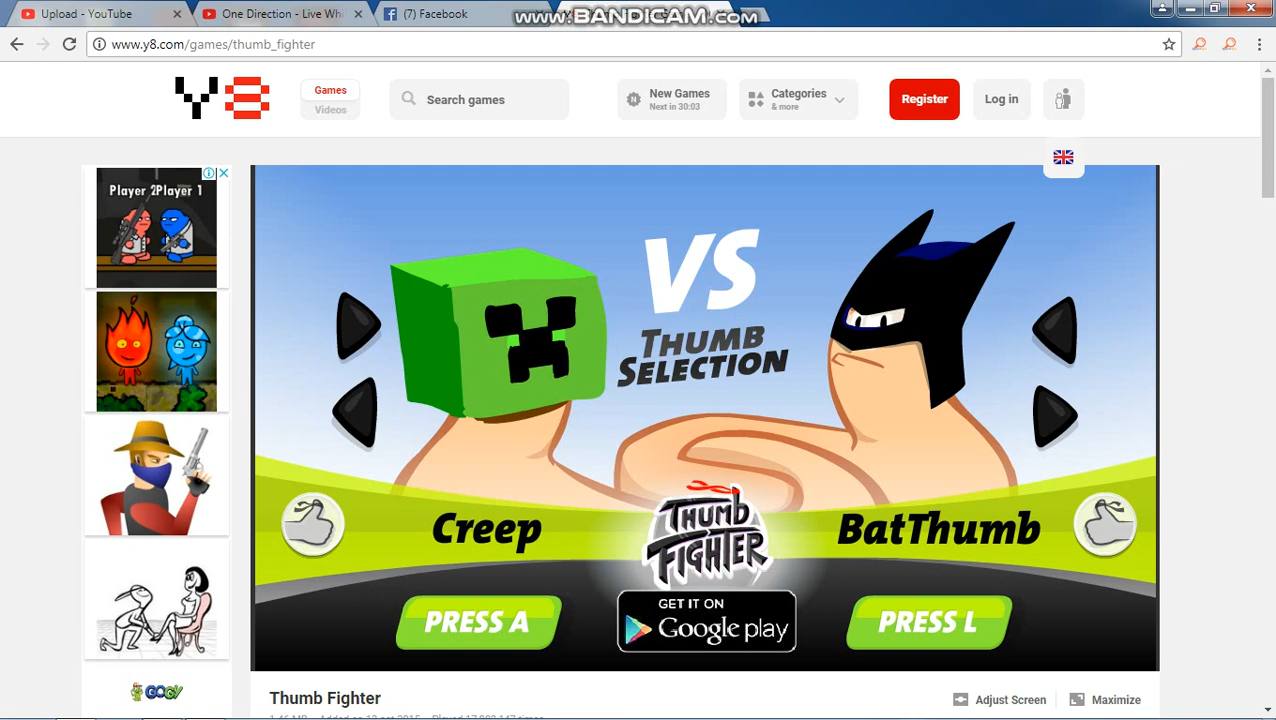 Upload - YouTube
One Direction - Live Wh
(7) Facebook
www.BANDICAM.com
www.y8.com/games/thumb_fighter
Y8
Games
Videos
Search games
New Games
Next in 30:03
Categories
& more
Register
Log in
Player 2Player 1
VS
THUMB
SELECTION
Creep
THUMB
FIGHTER
BatThumb
PRESS A
GET IT ON
Google play
PRESS L
GOGY
Thumb Fighter
Adjust Screen
Maximize